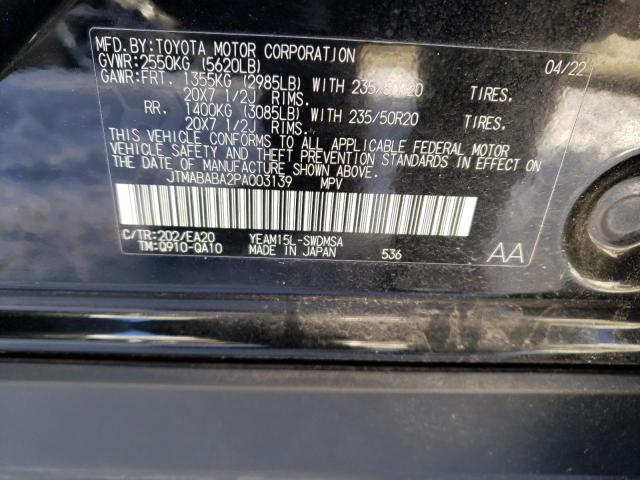 MFD.BY:TOYOTA MOTOR CORPORATION 04/22
GVWR:2550KG (5620LB)
GAWR:FRT. 1355KG (2985LB) WITH 235/50R20 TIRES.
20X7 1/2J RIMS.
RR. 1400KG (3085LB) WITH 235/50R20 TIRES.
20X7 1/2J RIMS.
THIS VEHICLE CONFORMS TO ALL APPLICABLE FEDERAL MOTOR
VEHICLE SAFETY AND THEFT PREVENTION STANDARDS IN EFFECT
ON THE DATE OF MANUFACTURE SHOWN ABOVE.
JTMABABA2PA003139 MPV
C/TR:202/EA20 YEAM15L-SWDMSA
TM:Q910-QA10 MADE IN JAPAN 536 AA